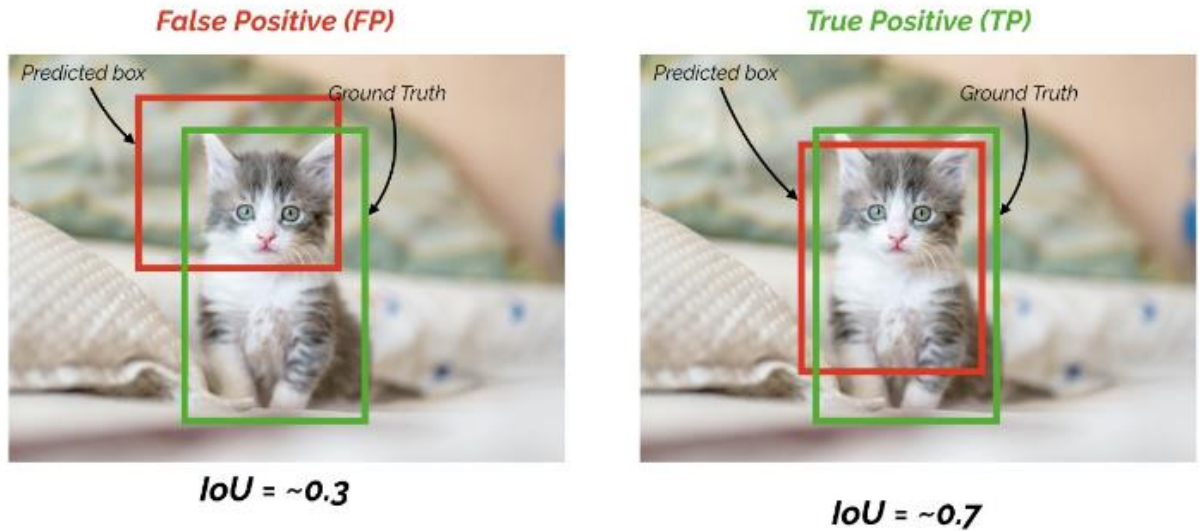 False Positive (FP)
True Positive (TP)
Predicted box
Ground Truth
Predicted box
Ground Truth
IoU = ~0.3
IoU = ~0.7